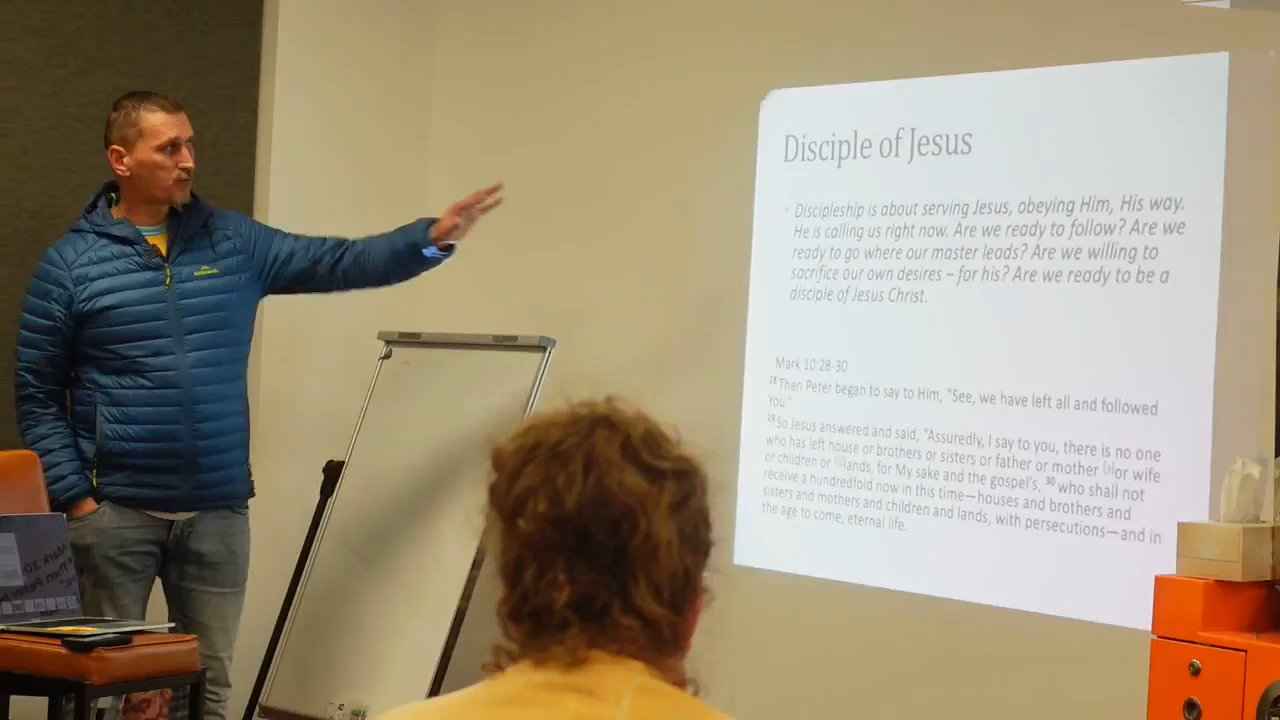 Disciple of Jesus
Discipleship is about serving Jesus, obeying Him, His way.
He is calling us right now. Are we ready to follow? Are we
ready to go where our master leads? Are we willing to
sacrifice our own desires – for his? Are we ready to be a
disciple of Jesus Christ.
Mark 10:28-30
28 Then Peter began to say to Him, "See, we have left all and followed
You."
29 So Jesus answered and said, "Assuredly, I say to you, there is no one
who has left house or brothers or sisters or father or mother or wife
or children or lands, for My sake and the gospel's, 30 who shall not
receive a hundredfold now in this time—houses and brothers and
sisters and mothers and children and lands, with persecutions—and in
the age to come, eternal life.